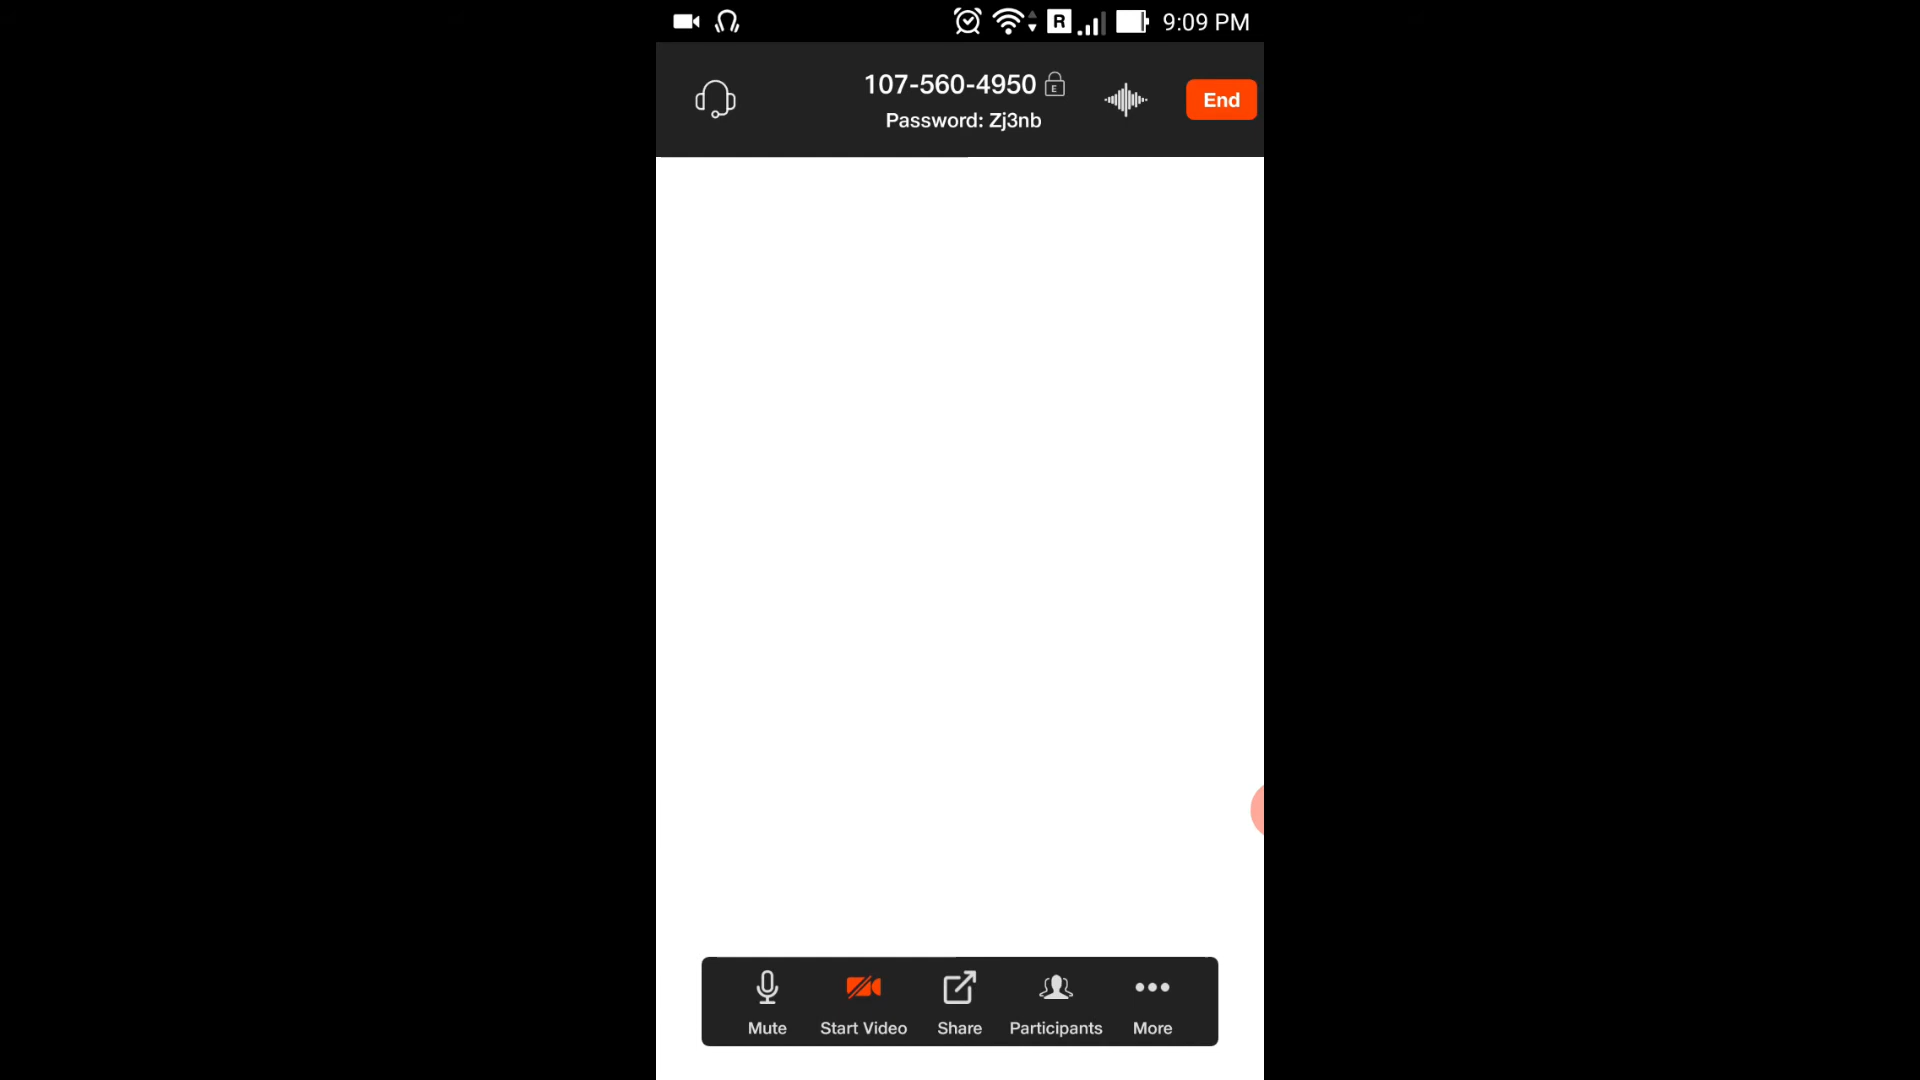 R 9:09 PM
107-560-4950 E
Password: Zj3nb
End
Mute Start Video Share Participants More